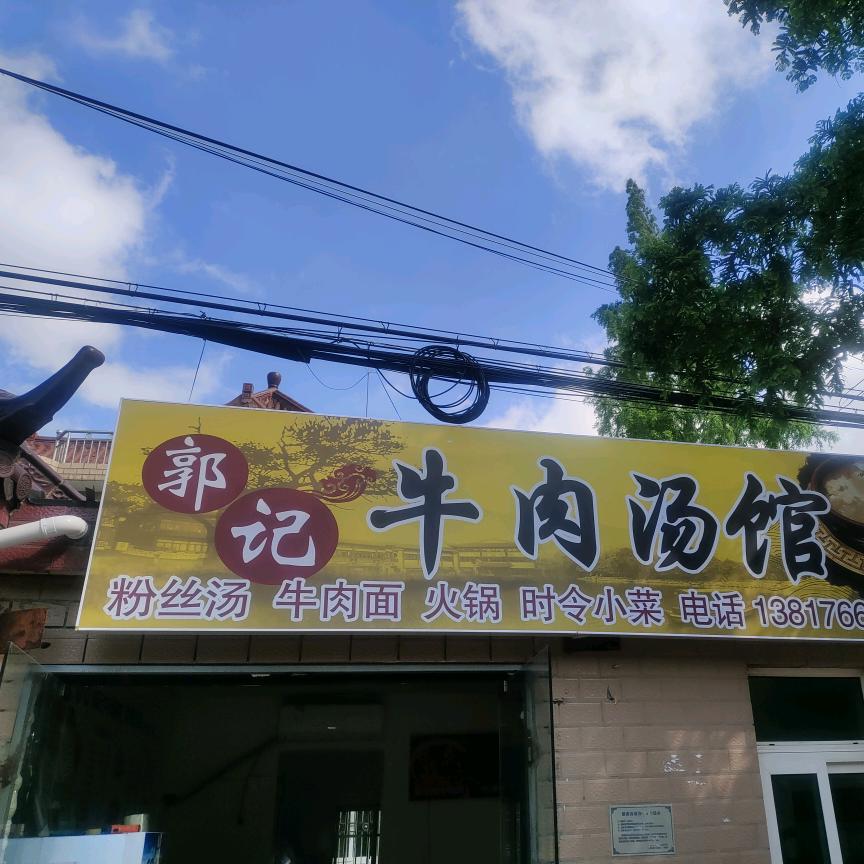 郭记 牛肉汤馆
粉丝汤 牛肉面 火锅 时令小菜 电话 1381766